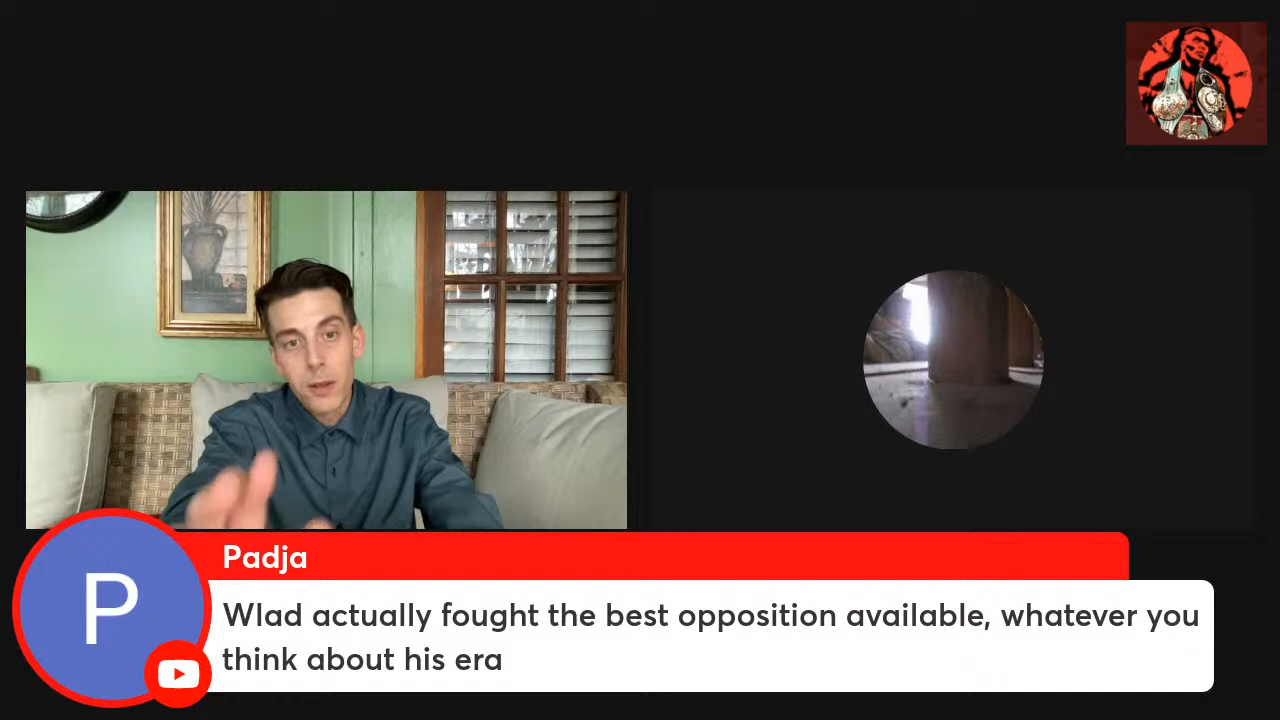 Padja
P
Wlad actually fought the best opposition available, whatever you
think about his era